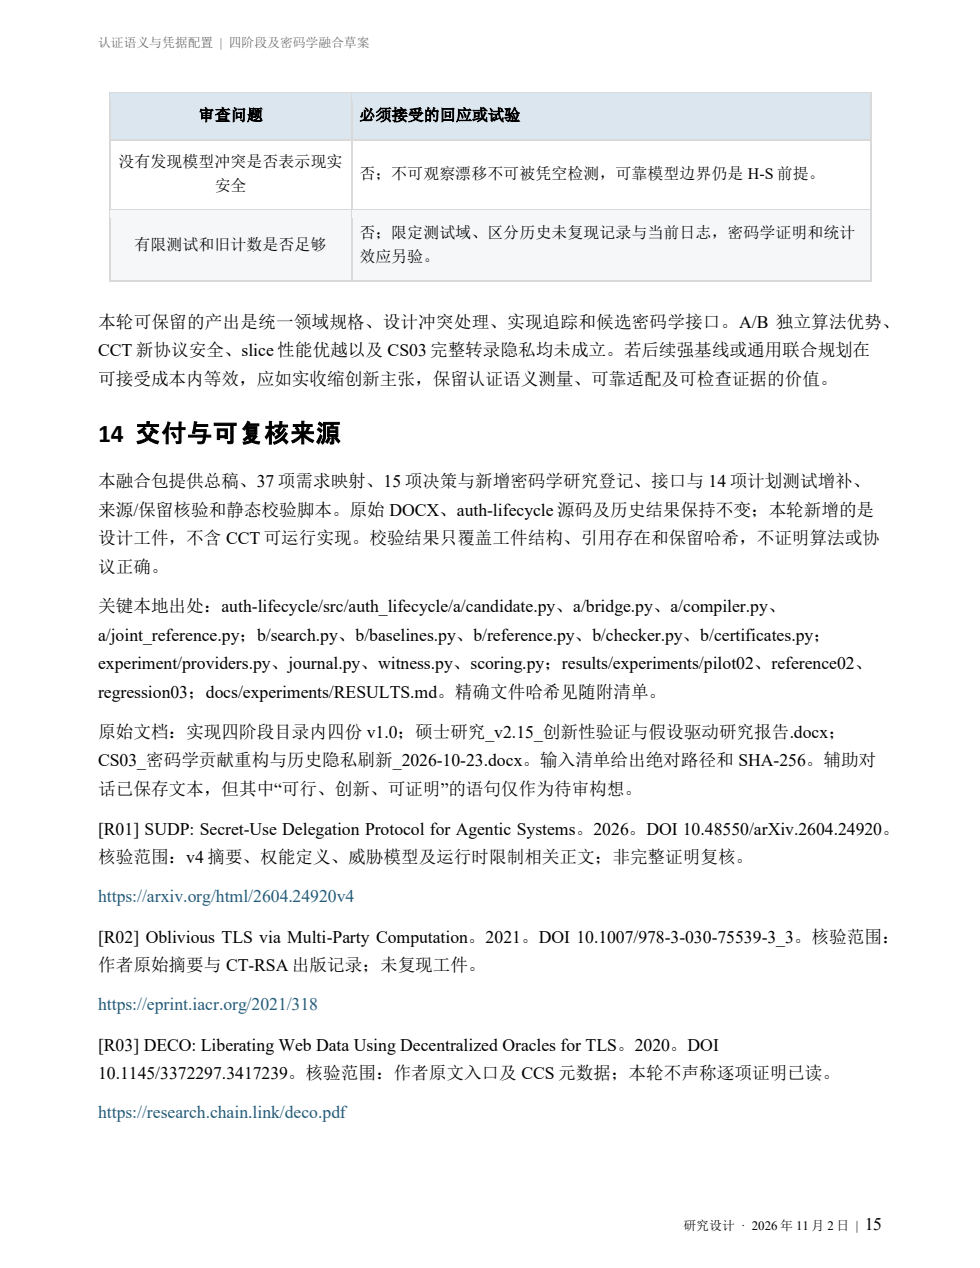 认证语义与凭据配置 | 四阶段及密码学融合草案
审查问题
必须接受的回应或试验
没有发现模型冲突是否表示现实
安全
否；不可观察漂移不可被凭空检测，可靠模型边界仍是 H-S 前提。
有限测试和旧计数是否足够
否；限定测试域、区分历史未复现记录与当前日志，密码学证明和统计
效应另验。
本轮可保留的产出是统一领域规格、设计冲突处理、实现追踪和候选密码学接口。A/B 独立算法优势、
CCT 新协议安全、slice 性能优越以及 CS03 完整转录隐私均未成立。若后续强基线或通用联合规划在
可接受成本内等效，应如实收缩创新主张，保留认证语义测量、可靠适配及可检查证据的价值。
14 交付与可复核来源
本融合包提供总稿、37 项需求映射、15 项决策与新增密码学研究登记、接口与 14 项计划测试增补、
来源/保留核验和静态校验脚本。原始 DOCX、auth-lifecycle 源码及历史结果保持不变；本轮新增的是
设计工件，不含 CCT 可运行实现。校验结果只覆盖工件结构、引用存在和保留哈希，不证明算法或协
议正确。
关键本地出处：auth-lifecycle/src/auth_lifecycle/a/candidate.py、a/bridge.py、a/compiler.py、
a/joint_reference.py；b/search.py、b/baselines.py、b/reference.py、b/checker.py、b/certificates.py；
experiment/providers.py、journal.py、witness.py、scoring.py；results/experiments/pilot02、reference02、
regression03；docs/experiments/RESULTS.md。精确文件哈希见随附清单。
原始文档：实现四阶段目录内四份 v1.0；硕士研究_v2.15_创新性验证与假设驱动研究报告.docx；
CS03_密码学贡献重构与历史隐私刷新_2026-10-23.docx。输入清单给出绝对路径和 SHA-256。辅助对
话已保存文本，但其中“可行、创新、可证明”的语句仅作为待审构想。
[R01] SUDP: Secret-Use Delegation Protocol for Agentic Systems。2026。DOI 10.48550/arXiv.2604.24920。
核验范围：v4 摘要、权能定义、威胁模型及运行时限制相关正文；非完整证明复核。
https://arxiv.org/html/2604.24920v4
[R02] Oblivious TLS via Multi-Party Computation。2021。DOI 10.1007/978-3-030-75539-3_3。核验范围：
作者原始摘要与 CT-RSA 出版记录；未复现工件。
https://eprint.iacr.org/2021/318
[R03] DECO: Liberating Web Data Using Decentralized Oracles for TLS。2020。DOI
10.1145/3372297.3417239。核验范围：作者原文入口及 CCS 元数据；本轮不声称逐项证明已读。
https://research.chain.link/deco.pdf
研究设计 · 2026 年 11 月 2 日 | 15